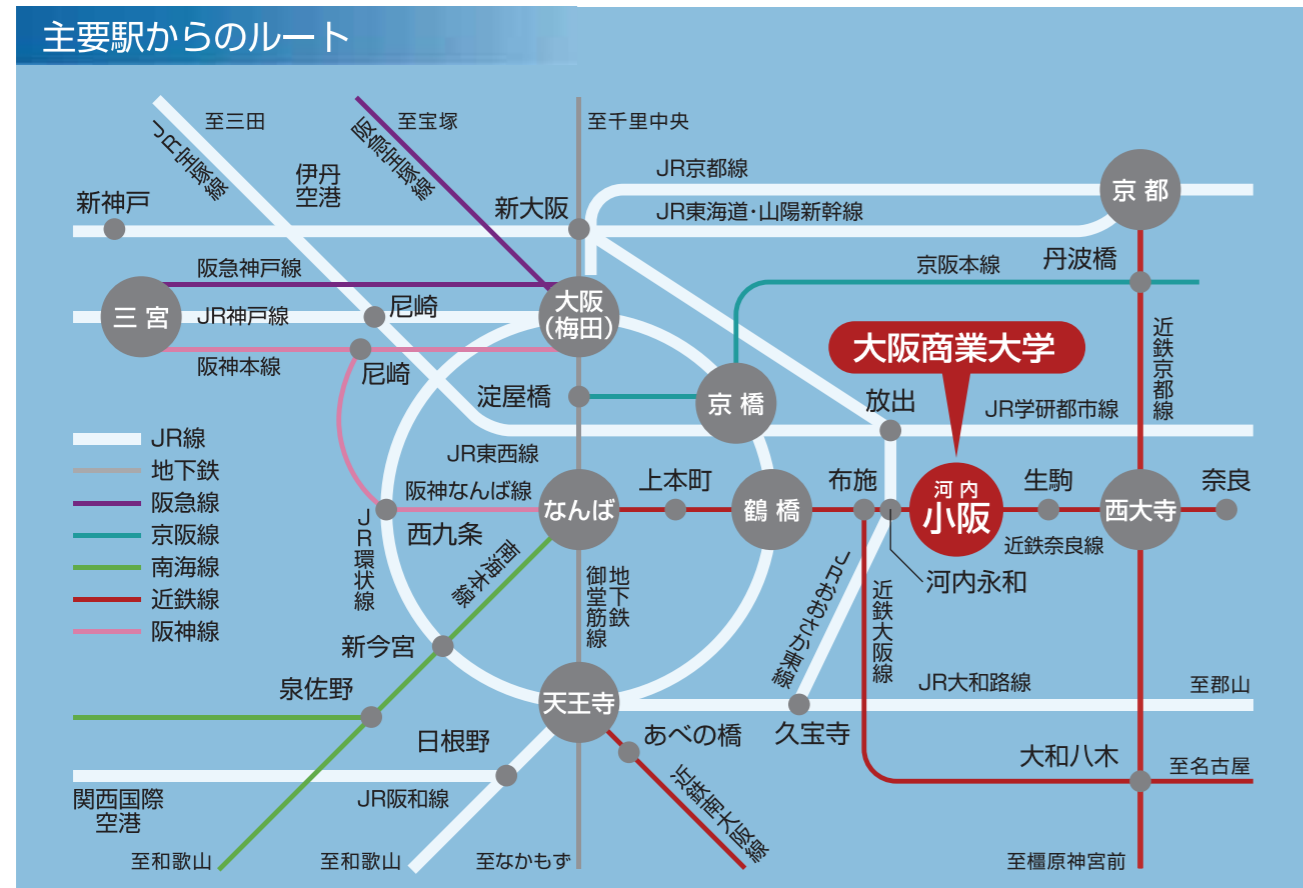 主要駅からのルート
至三田
至宝塚
至千里中央
JR宝塚線
阪急宝塚線
伊丹
空港
JR京都線
京都
新神戸
新大阪
JR東海道・山陽新幹線
阪急神戸線
京阪本線
丹波橋
三宮
JR神戸線
尼崎
大阪
(梅田)
近鉄京都線
大阪商業大学
阪神本線
尼崎
淀屋橋
京橋
放出
JR学研都市線
JR線
地下鉄
阪急線
京阪線
南海線
近鉄線
阪神線
JR東西線
阪神なんば線
上本町
布施
生駒
奈良
なんば
鶴橋
河内
小阪
西大寺
JR環状線
西九条
南海本線
近鉄奈良線
河内永和
地下鉄
御堂筋線
JRおおさか東線
近鉄大阪線
新今宮
泉佐野
天王寺
JR大和路線
至郡山
日根野
あべの橋
久宝寺
大和八木
至名古屋
関西国際
空港
JR阪和線
近鉄南大阪線
至和歌山
至和歌山
至なかもず
至橿原神宮前